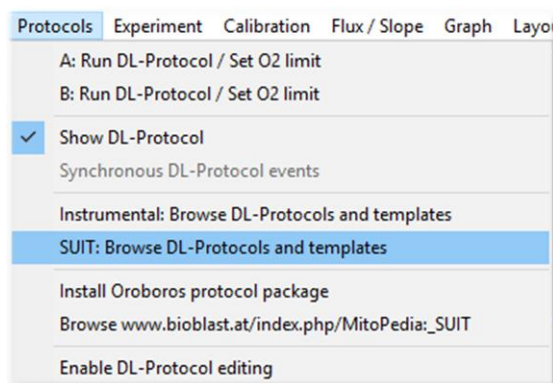 Protocols Experiment Calibration Flux / Slope Graph Layo
A: Run DL-Protocol / Set O2 limit
B: Run DL-Protocol / Set O2 limit
Show DL-Protocol
Synchronous DL-Protocol events
Instrumental: Browse DL-Protocols and templates
SUIT: Browse DL-Protocols and templates
Install Oroboros protocol package
Browse www.bioblast.at/index.php/MitoPedia:_SUIT
Enable DL-Protocol editing